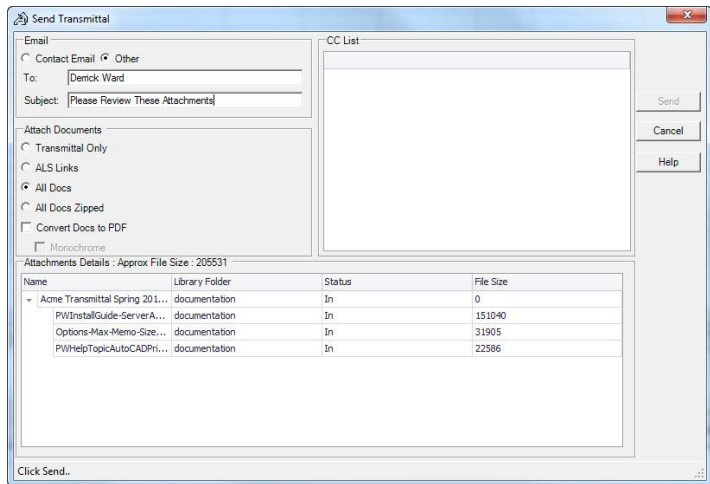 Send Transmittal
Email
Contact Email Other
To: Derrick Ward
Subject: Please Review These Attachments
CC List
Send
Cancel
Help
Attach Documents
Transmittal Only
ALS Links
All Docs
All Docs Zipped
Convert Docs to PDF
Monochrome
Attachments Details : Approx File Size : 205531
Name Library Folder Status File Size
Acme Transmittal Spring 201... documentation In 0
PWInstallGuide-ServerA... documentation In 151040
Options-Max-Memo-Size... documentation In 31905
PWHelpTopicAutoCADPri... documentation In 22586
Click Send..